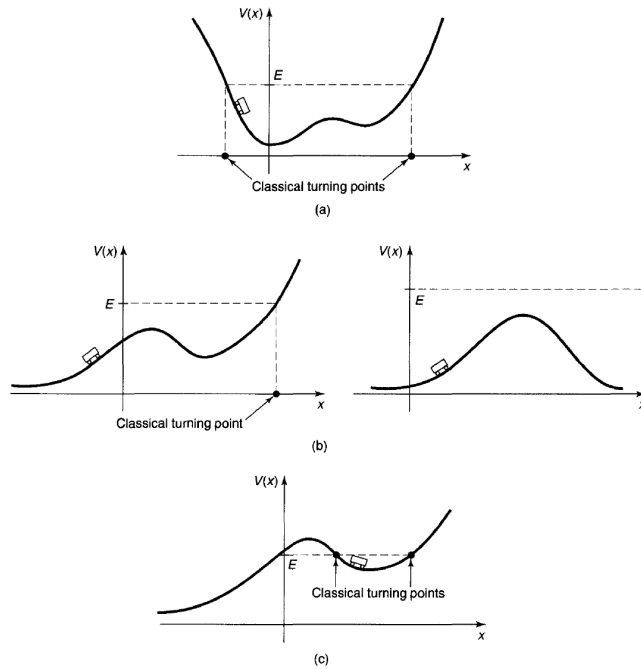 V(x)
E
Classical turning points
x
(a)
V(x)
E
Classical turning point
x
V(x)
E
x
(b)
V(x)
E
Classical turning points
x
(c)